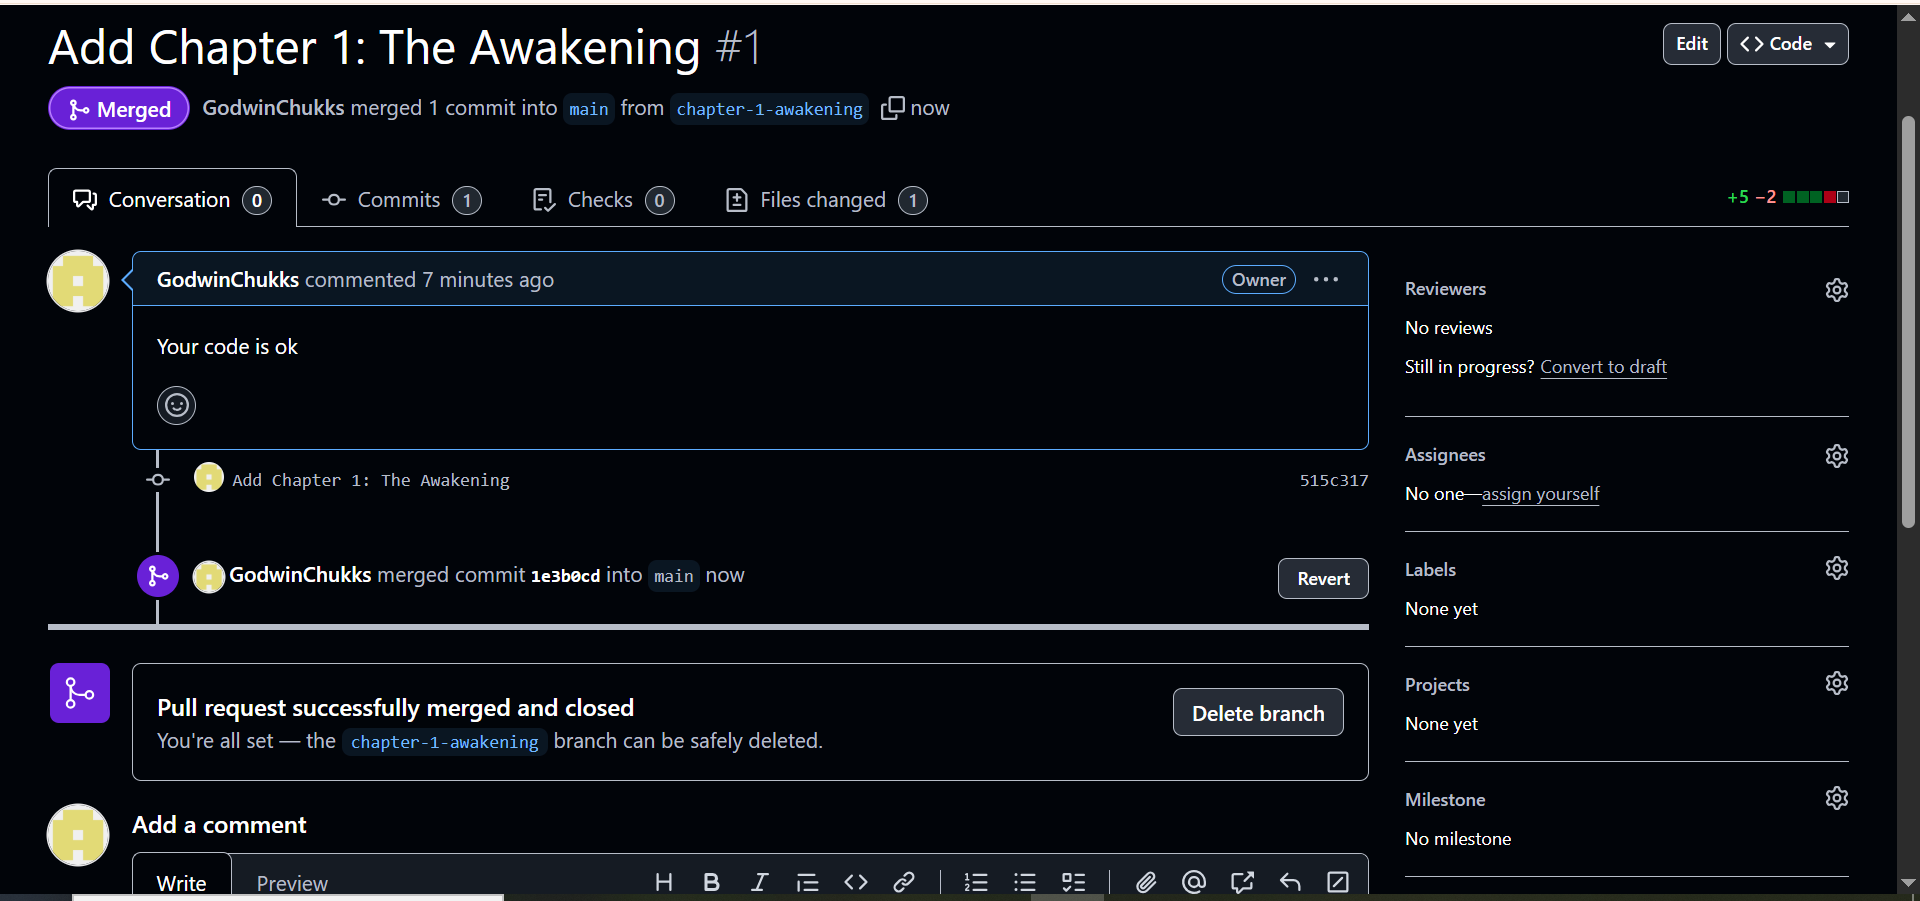 Add Chapter 1: The Awakening #1
Edit
Code
Merged
GodwinChukks merged 1 commit into main from chapter-1-awakening now
Conversation 0
Commits 1
Checks 0
Files changed 1
+5 −2
GodwinChukks commented 7 minutes ago
Owner
Your code is ok
Add Chapter 1: The Awakening
515c317
GodwinChukks merged commit 1e3b0cd into main now
Revert
Pull request successfully merged and closed
You're all set — the chapter-1-awakening branch can be safely deleted.
Delete branch
Add a comment
Write
Preview
Reviewers
No reviews
Still in progress? Convert to draft
Assignees
No one—assign yourself
Labels
None yet
Projects
None yet
Milestone
No milestone